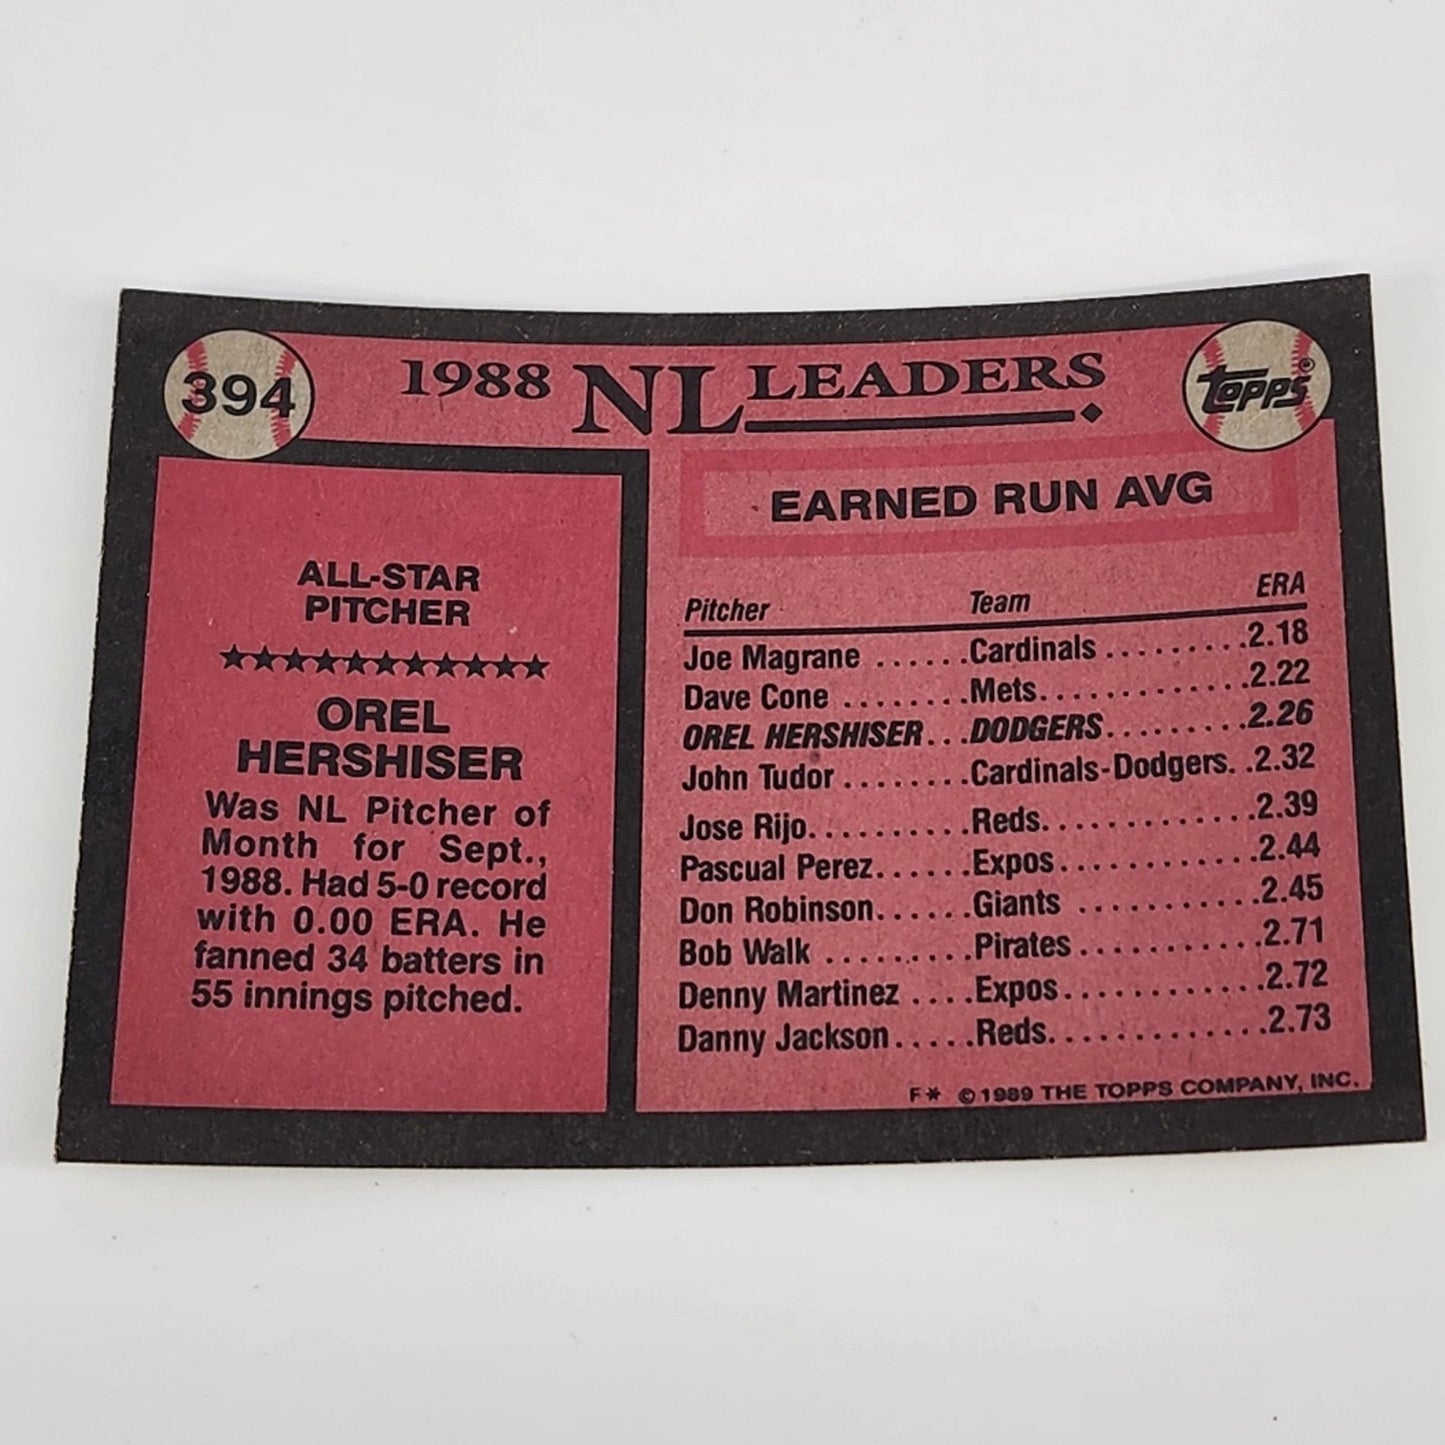 394
1988 NL LEADERS
TOPPS®
ALL-STAR
PITCHER
★★★★★★★★★★★
OREL
HERSHISER
Was NL Pitcher of
Month for Sept.,
1988. Had 5-0 record
with 0.00 ERA. He
fanned 34 batters in
55 innings pitched.
EARNED RUN AVG
Pitcher Team ERA
Joe Magrane ......Cardinals .........2.18
Dave Cone ........Mets.............2.22
OREL HERSHISER...DODGERS.........2.26
John Tudor ........Cardinals-Dodgers. .2.32
Jose Rijo..........Reds.............2.39
Pascual Perez......Expos............2.44
Don Robinson......Giants ...........2.45
Bob Walk ..........Pirates...........2.71
Denny Martinez ....Expos............2.72
Danny Jackson.....Reds.............2.73
F* ©1989 THE TOPPS COMPANY, INC.